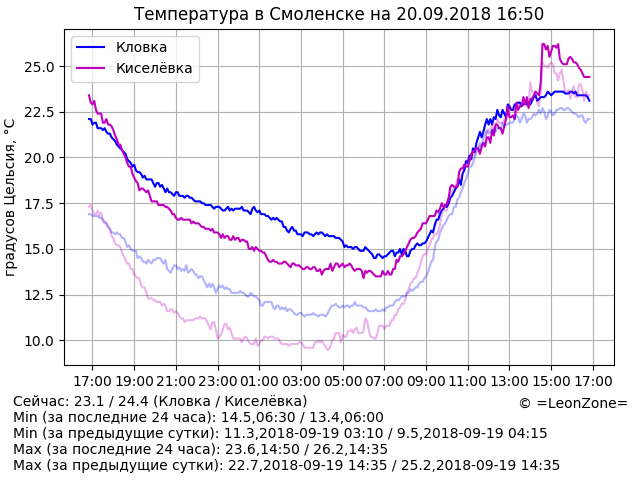 Температура в Смоленске на 20.09.2018 16:50
Кловка
Киселёвка
градусов Цельсия, °C
25.0
22.5
20.0
17.5
15.0
12.5
10.0
17:00 19:00 21:00 23:00 01:00 03:00 05:00 07:00 09:00 11:00 13:00 15:00 17:00
Сейчас: 23.1 / 24.4 (Кловка / Киселёвка)
© =LeonZone=
Min (за последние 24 часа): 14.5,06:30 / 13.4,06:00
Min (за предыдущие сутки): 11.3,2018-09-19 03:10 / 9.5,2018-09-19 04:15
Max (за последние 24 часа): 23.6,14:50 / 26.2,14:35
Max (за предыдущие сутки): 22.7,2018-09-19 14:35 / 25.2,2018-09-19 14:35